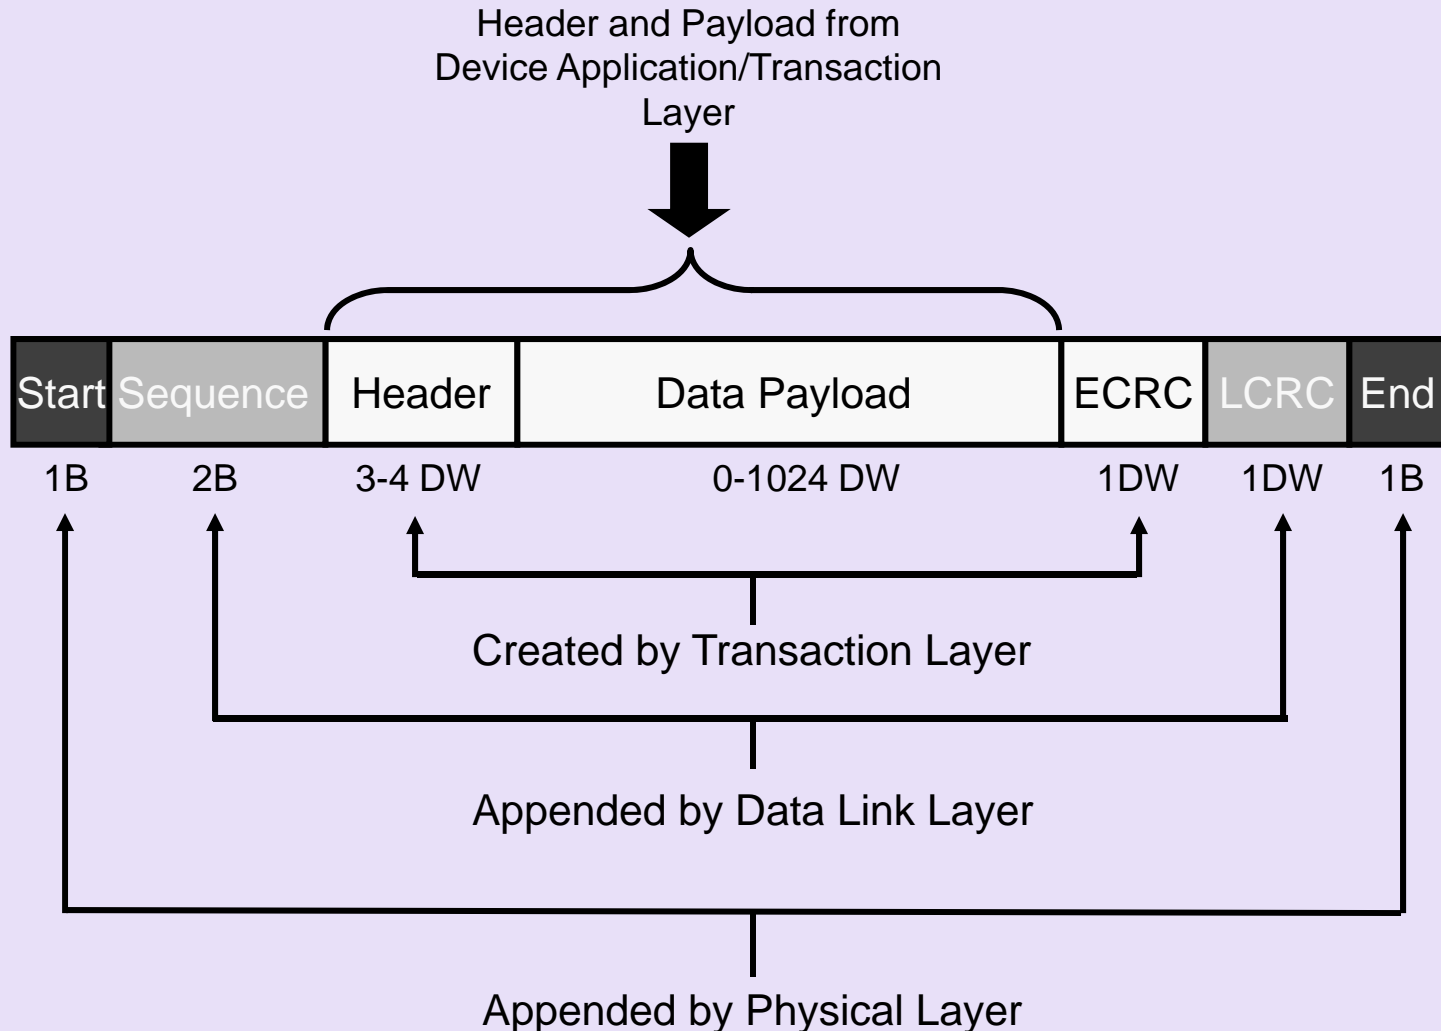 Header and Payload from
Device Application/Transaction
Layer
Start Sequence Header Data Payload ECRC LCRC End
1B 2B 3-4 DW 0-1024 DW 1DW 1DW 1B
Created by Transaction Layer
Appended by Data Link Layer
Appended by Physical Layer